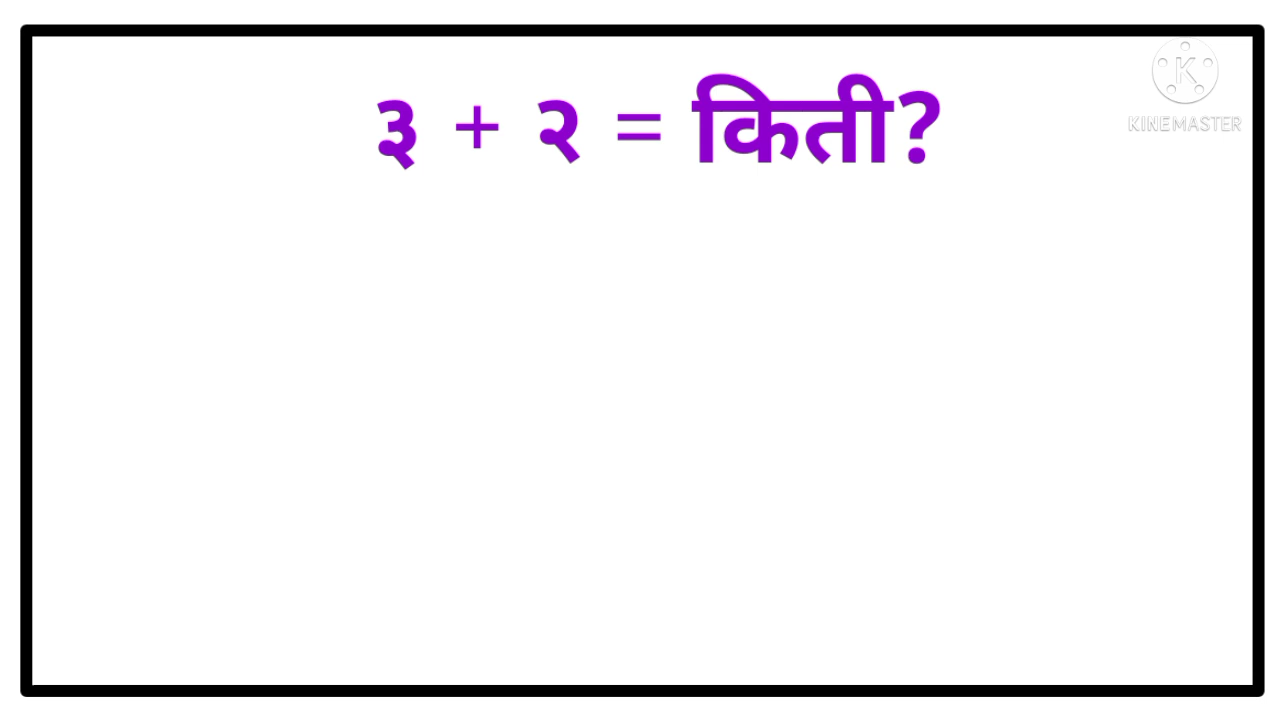 ३ + २ = किती?
KINEMASTER